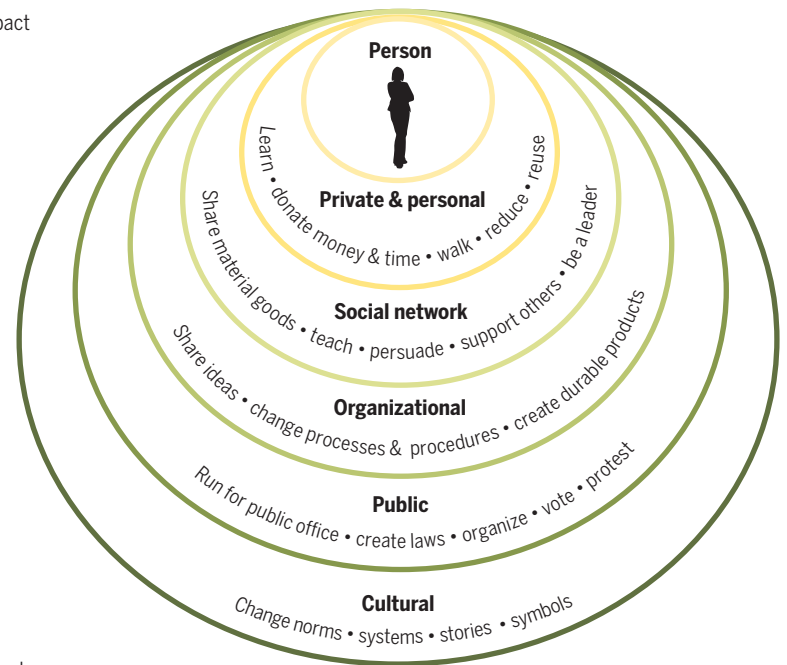 pact
Person
Private & personal
Learn • donate money & time • walk • reduce • reuse
Social network
Share material goods • teach • persuade • support others • be a leader
Organizational
Share ideas • change processes & procedures • create durable products
Public
Run for public office • create laws • organize • vote • protest
Cultural
Change norms • systems • stories • symbols